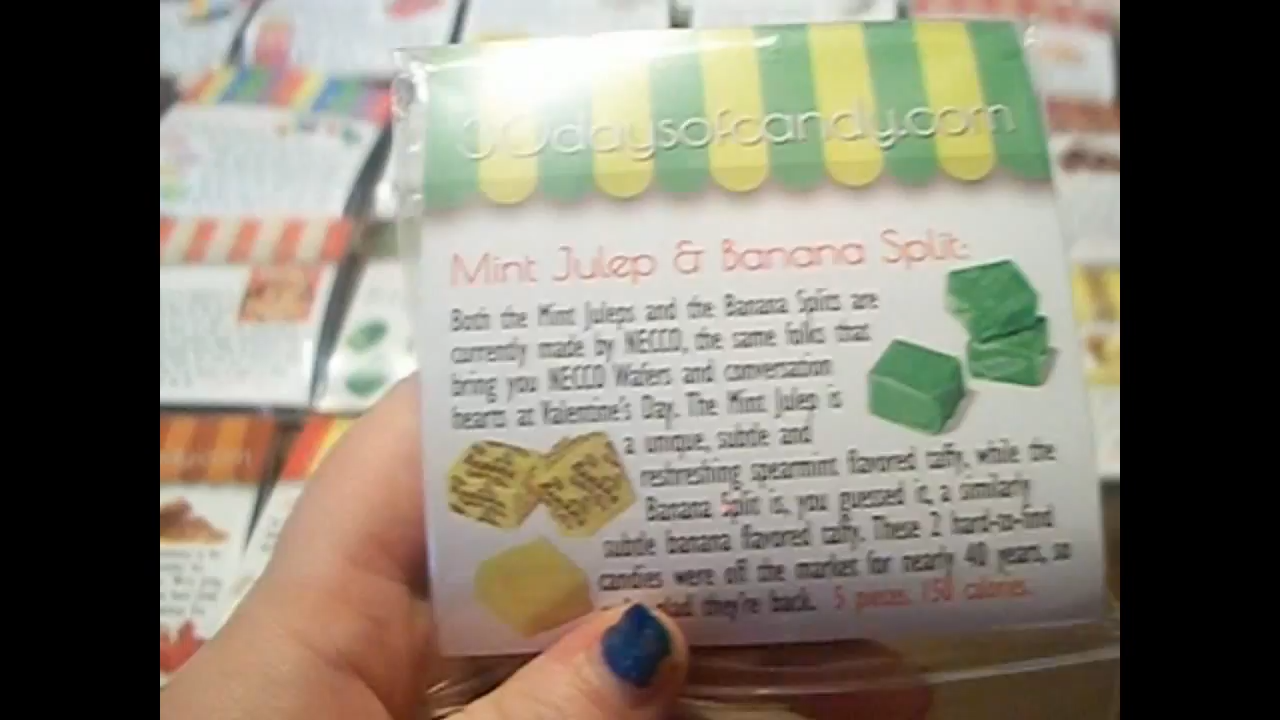 30daysofcandy.com
Mint Julep & Banana Split:
Both the Mint Juleps and the Banana Splits are
currently made by NECCO, the same folks that
bring you NECCO Wafers and conversation
hearts at Valentine's Day. The Mint Julep is
a unique, subtle and
restreshing spearmint flavored taffy, while the
Banana Split is, you guessed it, a similarly
subtle banana flavored taffy. These 2 hard-to-find
candies were off the market for nearly 40 years, so
glad they're back. 5 pieces. 150 calories.